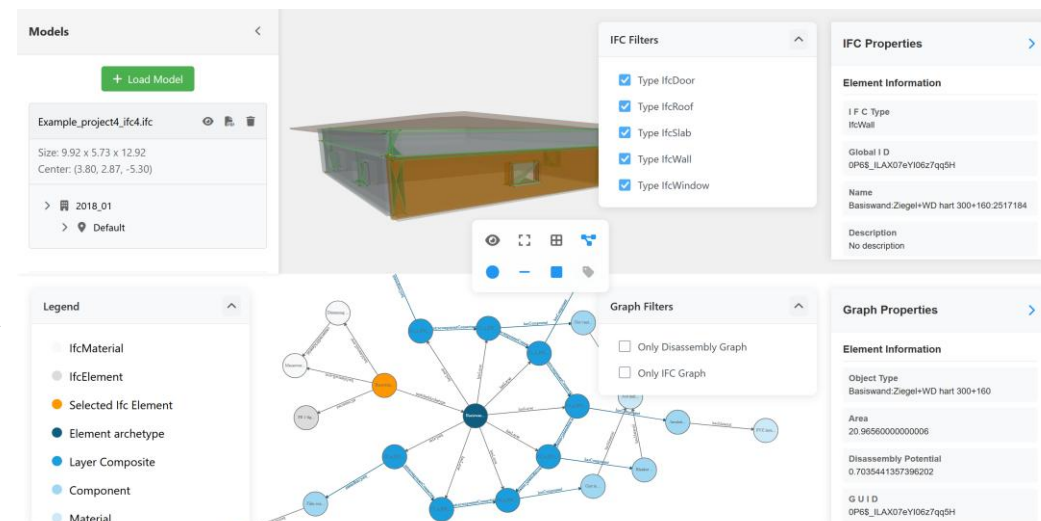 Models
+ Load Model
Example_project4_ifc4.ifc
Size: 9.92 x 5.73 x 12.92
Center: (3.80, 2.87, -5.30)
2018_01
Default
IFC Filters
Type IfcDoor
Type IfcRoof
Type IfcSlab
Type IfcWall
Type IfcWindow
IFC Properties
Element Information
I F C Type
IfcWall
Global I D
0P6$_ILAX07eYI06z7qq5H
Name
Basiswand:Ziegel+WD hart 300+160:2517184
Description
No description
Legend
IfcMaterial
IfcElement
Selected Ifc Element
Element archetype
Layer Composite
Component
Material
Graph Filters
Only Disassembly Graph
Only IFC Graph
Graph Properties
Element Information
Object Type
Basiswand:Ziegel+WD hart 300+160
Area
20.96560000000006
Disassembly Potential
0.7035441357396202
G U I D
0P6$_ILAX07eYI06z7qq5H